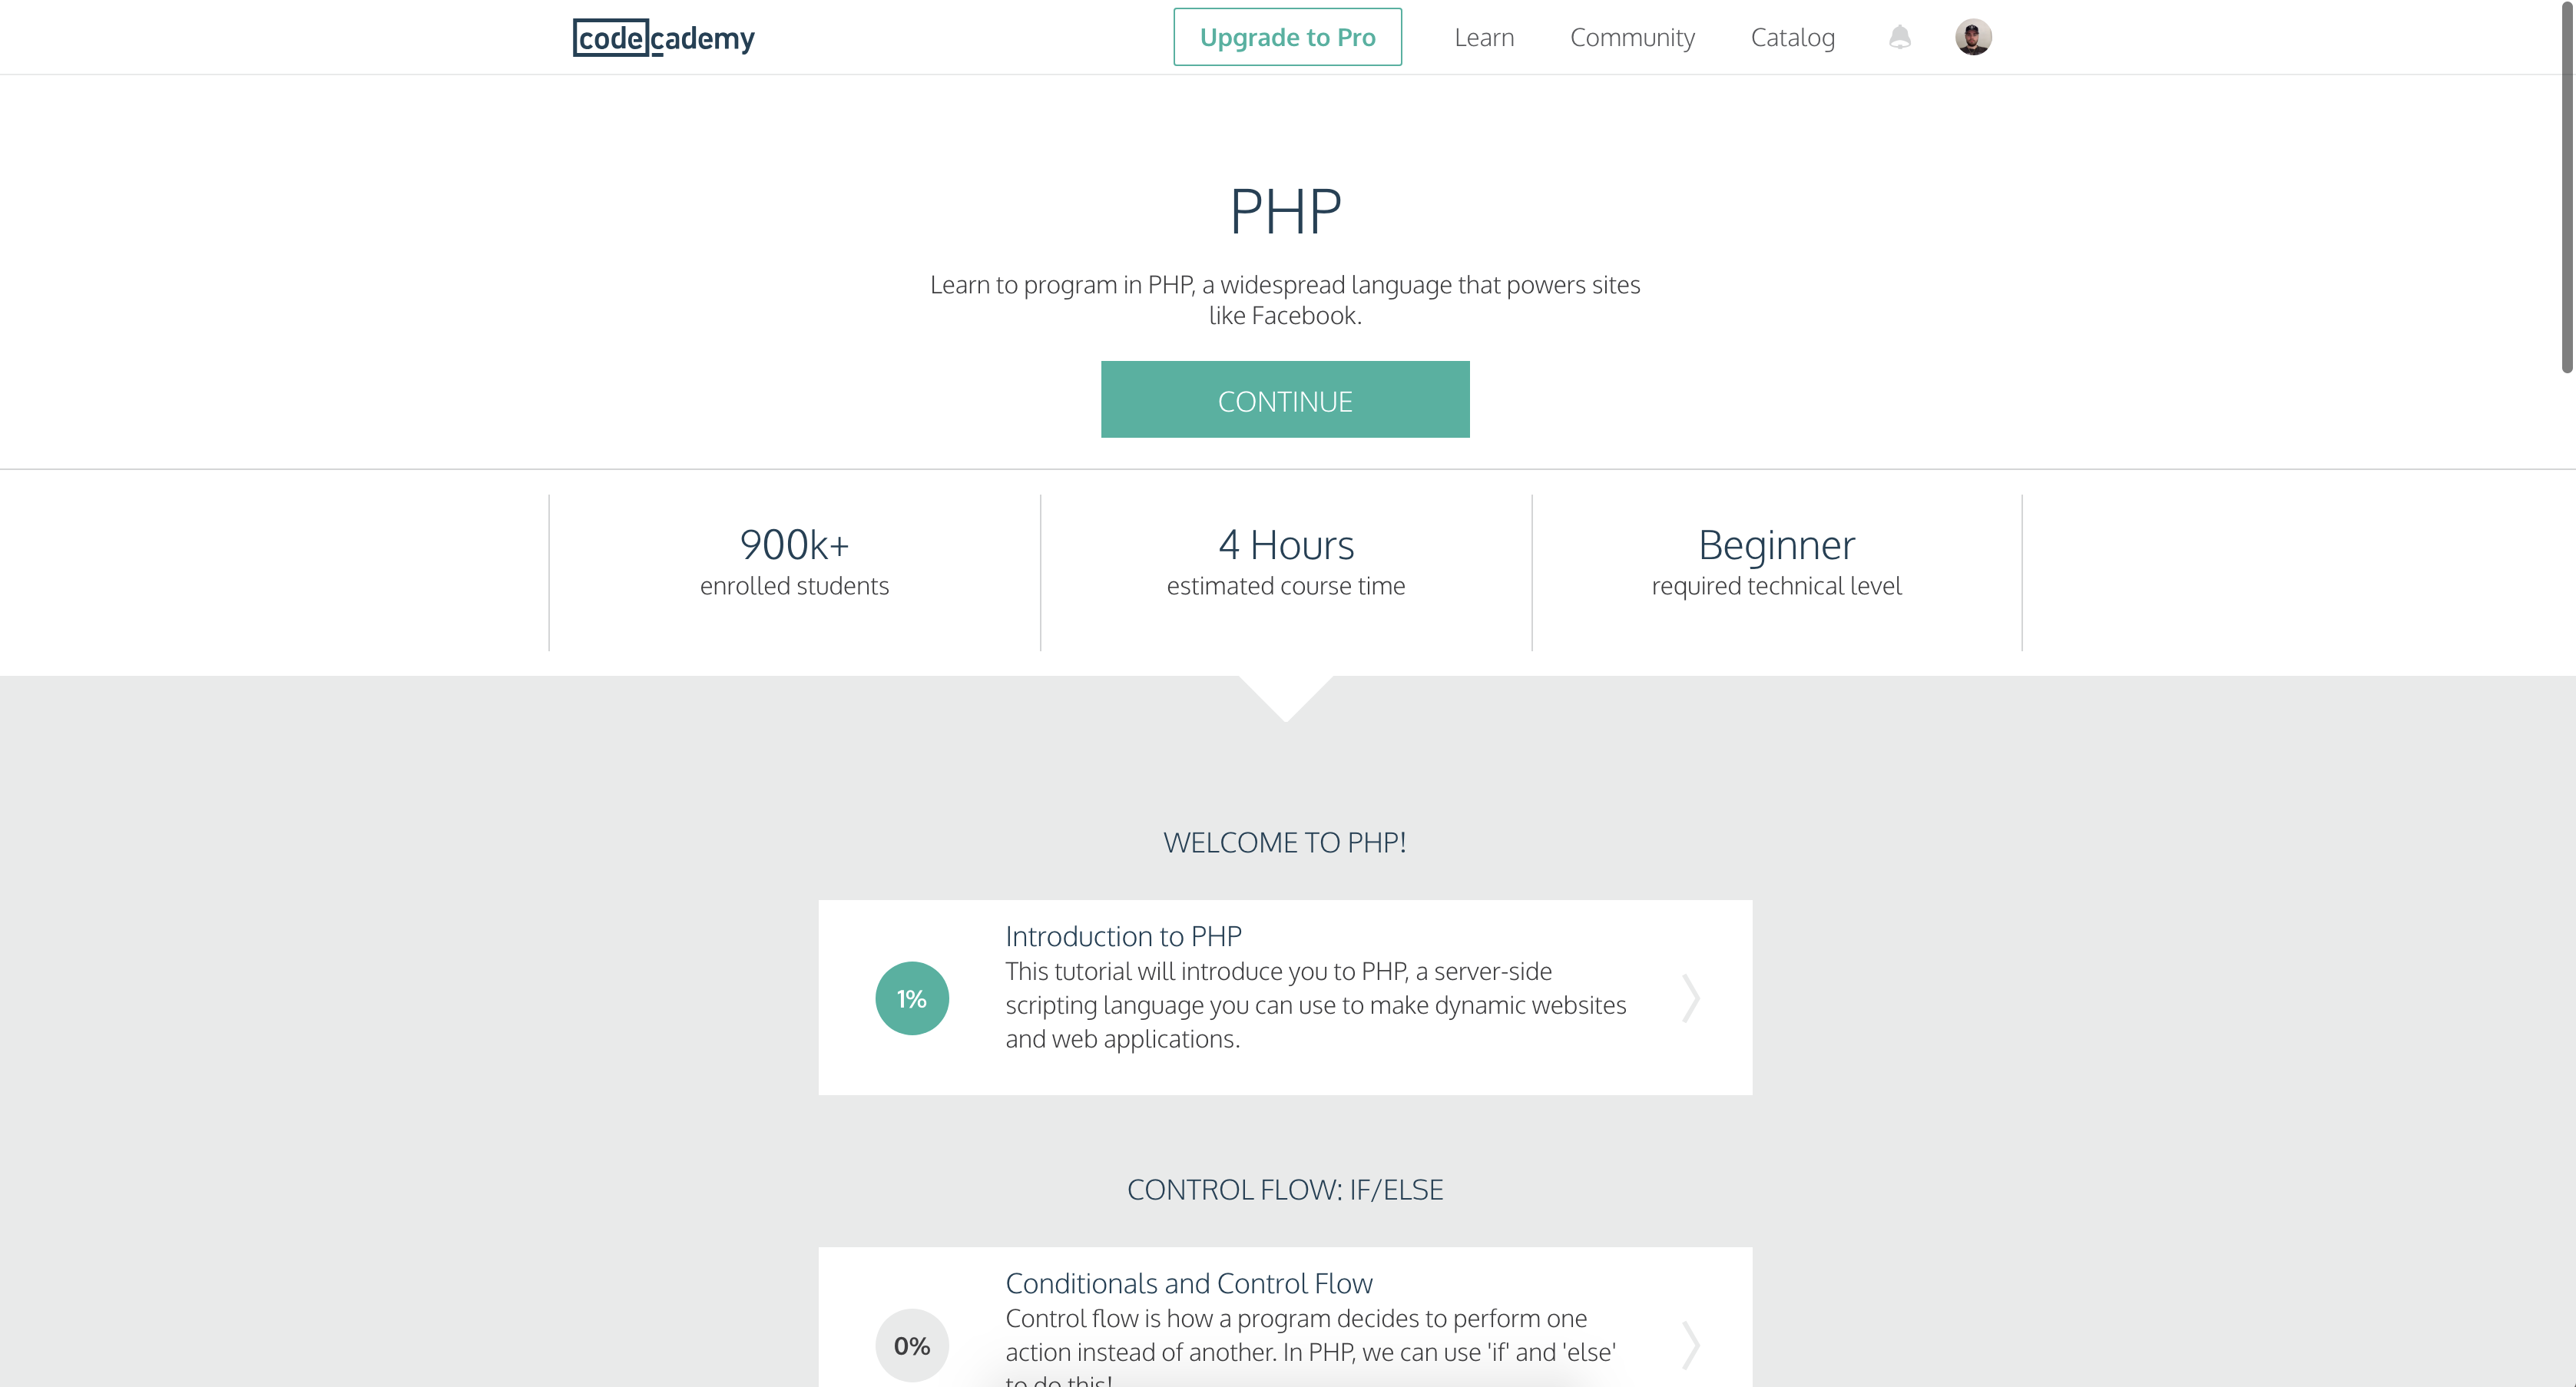 codecademy
Upgrade to Pro
Learn
Community
Catalog
PHP
Learn to program in PHP, a widespread language that powers sites
like Facebook.
CONTINUE
900k+
enrolled students
4 Hours
estimated course time
Beginner
required technical level
WELCOME TO PHP!
Introduction to PHP
This tutorial will introduce you to PHP, a server-side
scripting language you can use to make dynamic websites
and web applications.
1%
CONTROL FLOW: IF/ELSE
Conditionals and Control Flow
Control flow is how a program decides to perform one
action instead of another. In PHP, we can use 'if' and 'else'
to do this!
0%